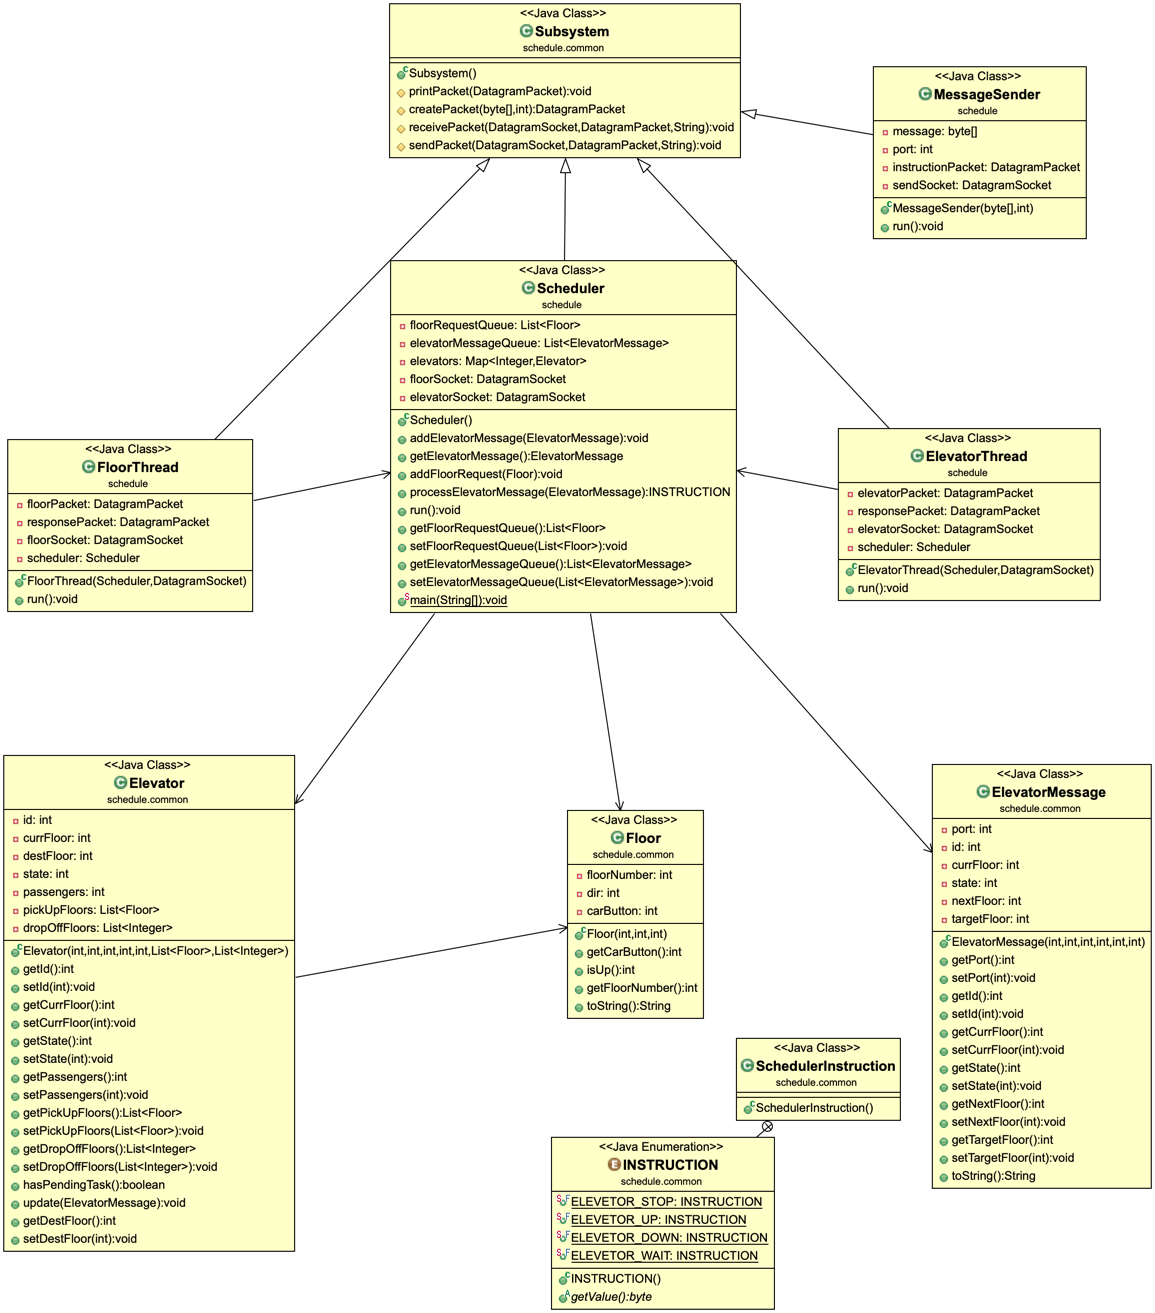 <<Java Class>>
Subsystem
schedule.common
Subsystem()
printPacket(DatagramPacket):void
createPacket(byte[],int):DatagramPacket
receivePacket(DatagramSocket,DatagramPacket,String):void
sendPacket(DatagramSocket,DatagramPacket,String):void
<<Java Class>>
MessageSender
schedule
message: byte[]
port: int
instructionPacket: DatagramPacket
sendSocket: DatagramSocket
MessageSender(byte[],int)
run():void
<<Java Class>>
Scheduler
schedule
floorRequestQueue: List<Floor>
elevatorMessageQueue: List<ElevatorMessage>
elevators: Map<Integer,Elevator>
floorSocket: DatagramSocket
elevatorSocket: DatagramSocket
Scheduler()
addElevatorMessage(ElevatorMessage):void
getElevatorMessage():ElevatorMessage
addFloorRequest(Floor):void
processElevatorMessage(ElevatorMessage):INSTRUCTION
run():void
getFloorRequestQueue():List<Floor>
setFloorRequestQueue(List<Floor>):void
getElevatorMessageQueue():List<ElevatorMessage>
setElevatorMessageQueue(List<ElevatorMessage>):void
main(String[]):void
<<Java Class>>
FloorThread
schedule
floorPacket: DatagramPacket
responsePacket: DatagramPacket
floorSocket: DatagramSocket
scheduler: Scheduler
FloorThread(Scheduler,DatagramSocket)
run():void
<<Java Class>>
ElevatorThread
schedule
elevatorPacket: DatagramPacket
responsePacket: DatagramPacket
elevatorSocket: DatagramSocket
scheduler: Scheduler
ElevatorThread(Scheduler,DatagramSocket)
run():void
<<Java Class>>
Elevator
schedule.common
id: int
currFloor: int
destFloor: int
state: int
passengers: int
pickUpFloors: List<Floor>
dropOffFloors: List<Integer>
Elevator(int,int,int,int,int,List<Floor>,List<Integer>)
getId():int
setId(int):void
getCurrFloor():int
setCurrFloor(int):void
getState():int
setState(int):void
getPassengers():int
setPassengers(int):void
getPickUpFloors():List<Floor>
setPickUpFloors(List<Floor>):void
getDropOffFloors():List<Integer>
setDropOffFloors(List<Integer>):void
hasPendingTask():boolean
update(ElevatorMessage):void
getDestFloor():int
setDestFloor(int):void
<<Java Class>>
Floor
schedule.common
floorNumber: int
dir: int
carButton: int
Floor(int,int,int)
getCarButton():int
isUp():int
getFloorNumber():int
toString():String
<<Java Class>>
ElevatorMessage
schedule.common
port: int
id: int
currFloor: int
state: int
nextFloor: int
targetFloor: int
ElevatorMessage(int,int,int,int,int,int)
getPort():int
setPort(int):void
getId():int
setId(int):void
getCurrFloor():int
setCurrFloor(int):void
getState():int
setState(int):void
getNextFloor():int
setNextFloor(int):void
getTargetFloor():int
setTargetFloor(int):void
toString():String
<<Java Class>>
SchedulerInstruction
schedule.common
SchedulerInstruction()
<<Java Enumeration>>
INSTRUCTION
schedule.common
ELEVETOR_STOP: INSTRUCTION
ELEVETOR_UP: INSTRUCTION
ELEVETOR_DOWN: INSTRUCTION
ELEVETOR_WAIT: INSTRUCTION
INSTRUCTION()
getValue():byte